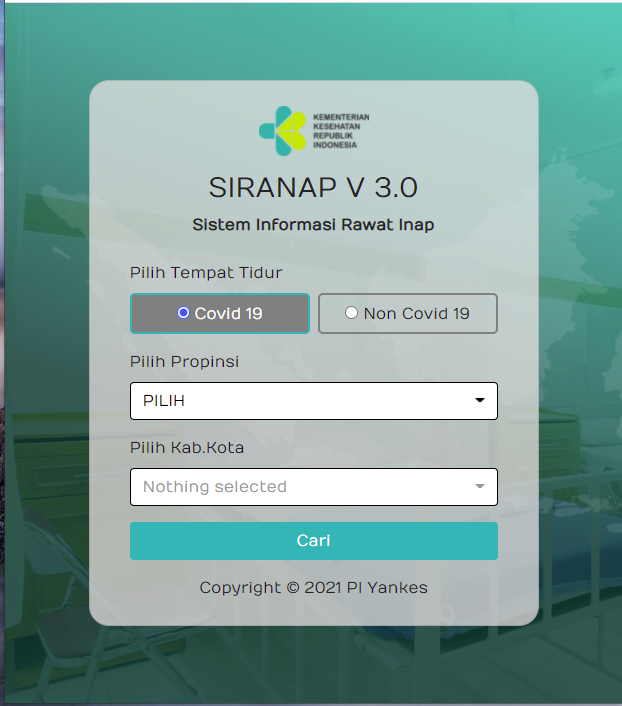 KEMENTERIAN
KESEHATAN
REPUBLIK
INDONESIA
SIRANAP V 3.0
Sistem Informasi Rawat Inap
Pilih Tempat Tidur
Covid 19 Non Covid 19
Pilih Propinsi
PILIH
Pilih Kab.Kota
Nothing selected
Cari
Copyright © 2021 PI Yankes